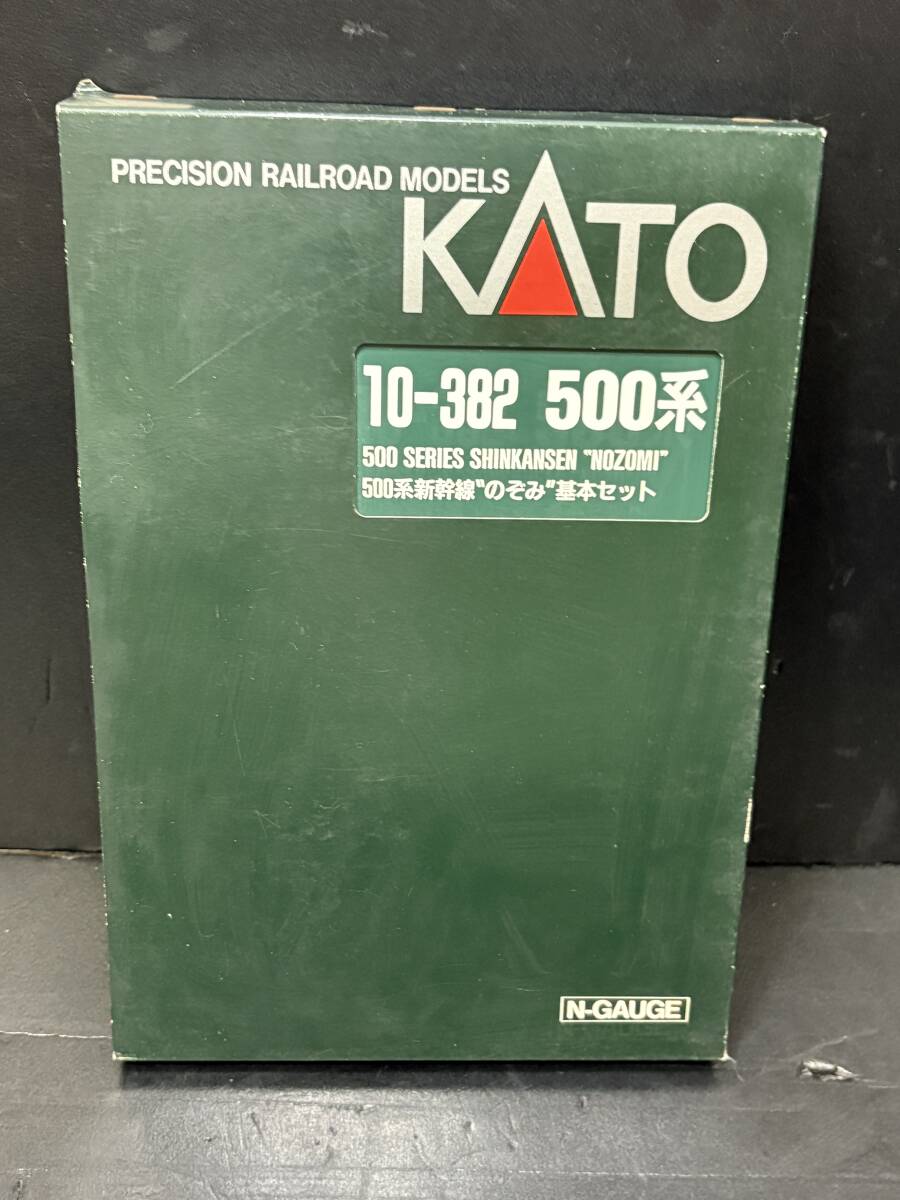 PRECISION RAILROAD MODELS
KATO
10-382 500系
500 SERIES SHINKANSEN "NOZOMI"
500系新幹線"のぞみ"基本セット
N-GAUGE